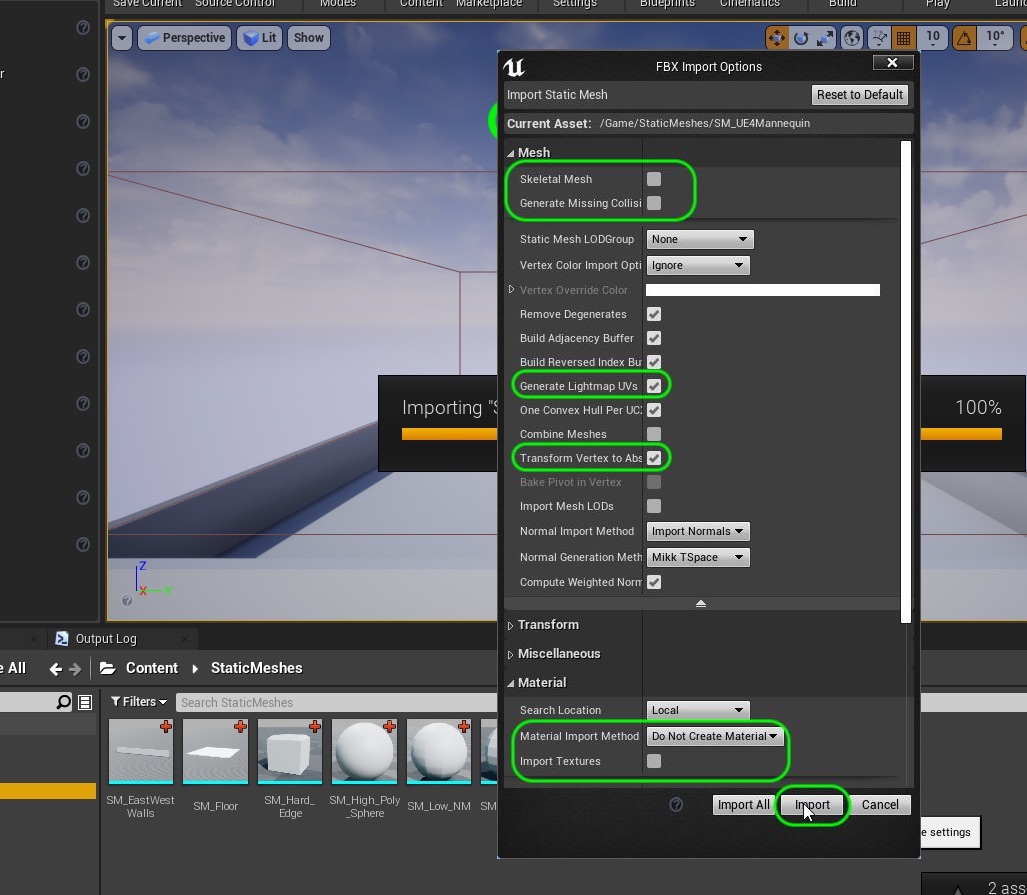 Save Current Source Control Modes Content Marketplace Settings Blueprints Cinematics Build Play
Perspective Lit Show 10 10°
r
FBX Import Options
Import Static Mesh Reset to Default
Current Asset: /Game/StaticMeshes/SM_UE4Mannequin
Mesh
Skeletal Mesh
Generate Missing Collisi
Static Mesh LODGroup None
Vertex Color Import Opti Ignore
Vertex Override Color
Remove Degenerates
Build Adjacency Buffer
Build Reversed Index Bu
Generate Lightmap UVs
One Convex Hull Per UC
Combine Meshes
Transform Vertex to Abs
Bake Pivot in Vertex
Import Mesh LODs
Normal Import Method Import Normals
Normal Generation Meth Mikk TSpace
Compute Weighted Norm
Transform
Miscellaneous
Material
Search Location Local
Material Import Method Do Not Create Material
Import Textures
Import All Import Cancel
Importing "S 100%
Z
X Y
Output Log
e All Content StaticMeshes
Filters Search StaticMeshes
SM_EastWest
Walls
SM_Floor
SM_Hard_
Edge
SM_High_Poly
_Sphere
SM_Low_NM
SM
e settings
2 ass